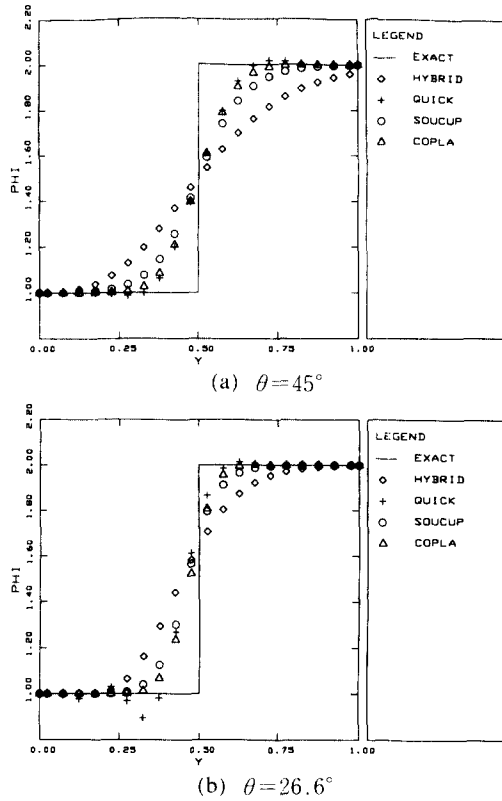 2.20
2.00
1.80
1.60
1.40
1.20
1.00
PHI
0.00 0.25 0.50 0.75 1.00
Y
LEGEND
EXACT
HYBRID
QUICK
SOUCUP
COPLA
(a) θ=45°
2.20
2.00
1.80
1.60
1.40
1.20
1.00
PHI
0.00 0.25 0.50 0.75 1.00
Y
LEGEND
EXACT
HYBRID
QUICK
SOUCUP
COPLA
(b) θ=26.6°